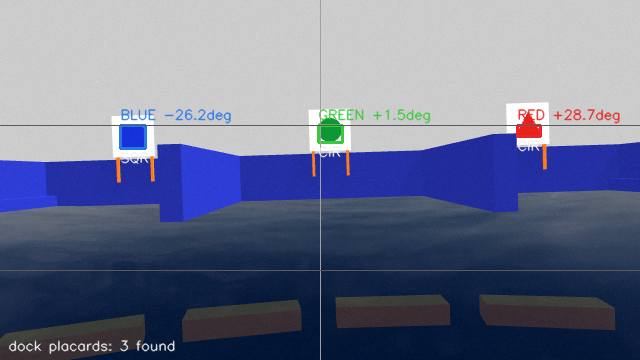 BLUE -26.2deg
GREEN +1.5deg
RED +28.7deg
SQR
CIR
CIR
dock placards: 3 found